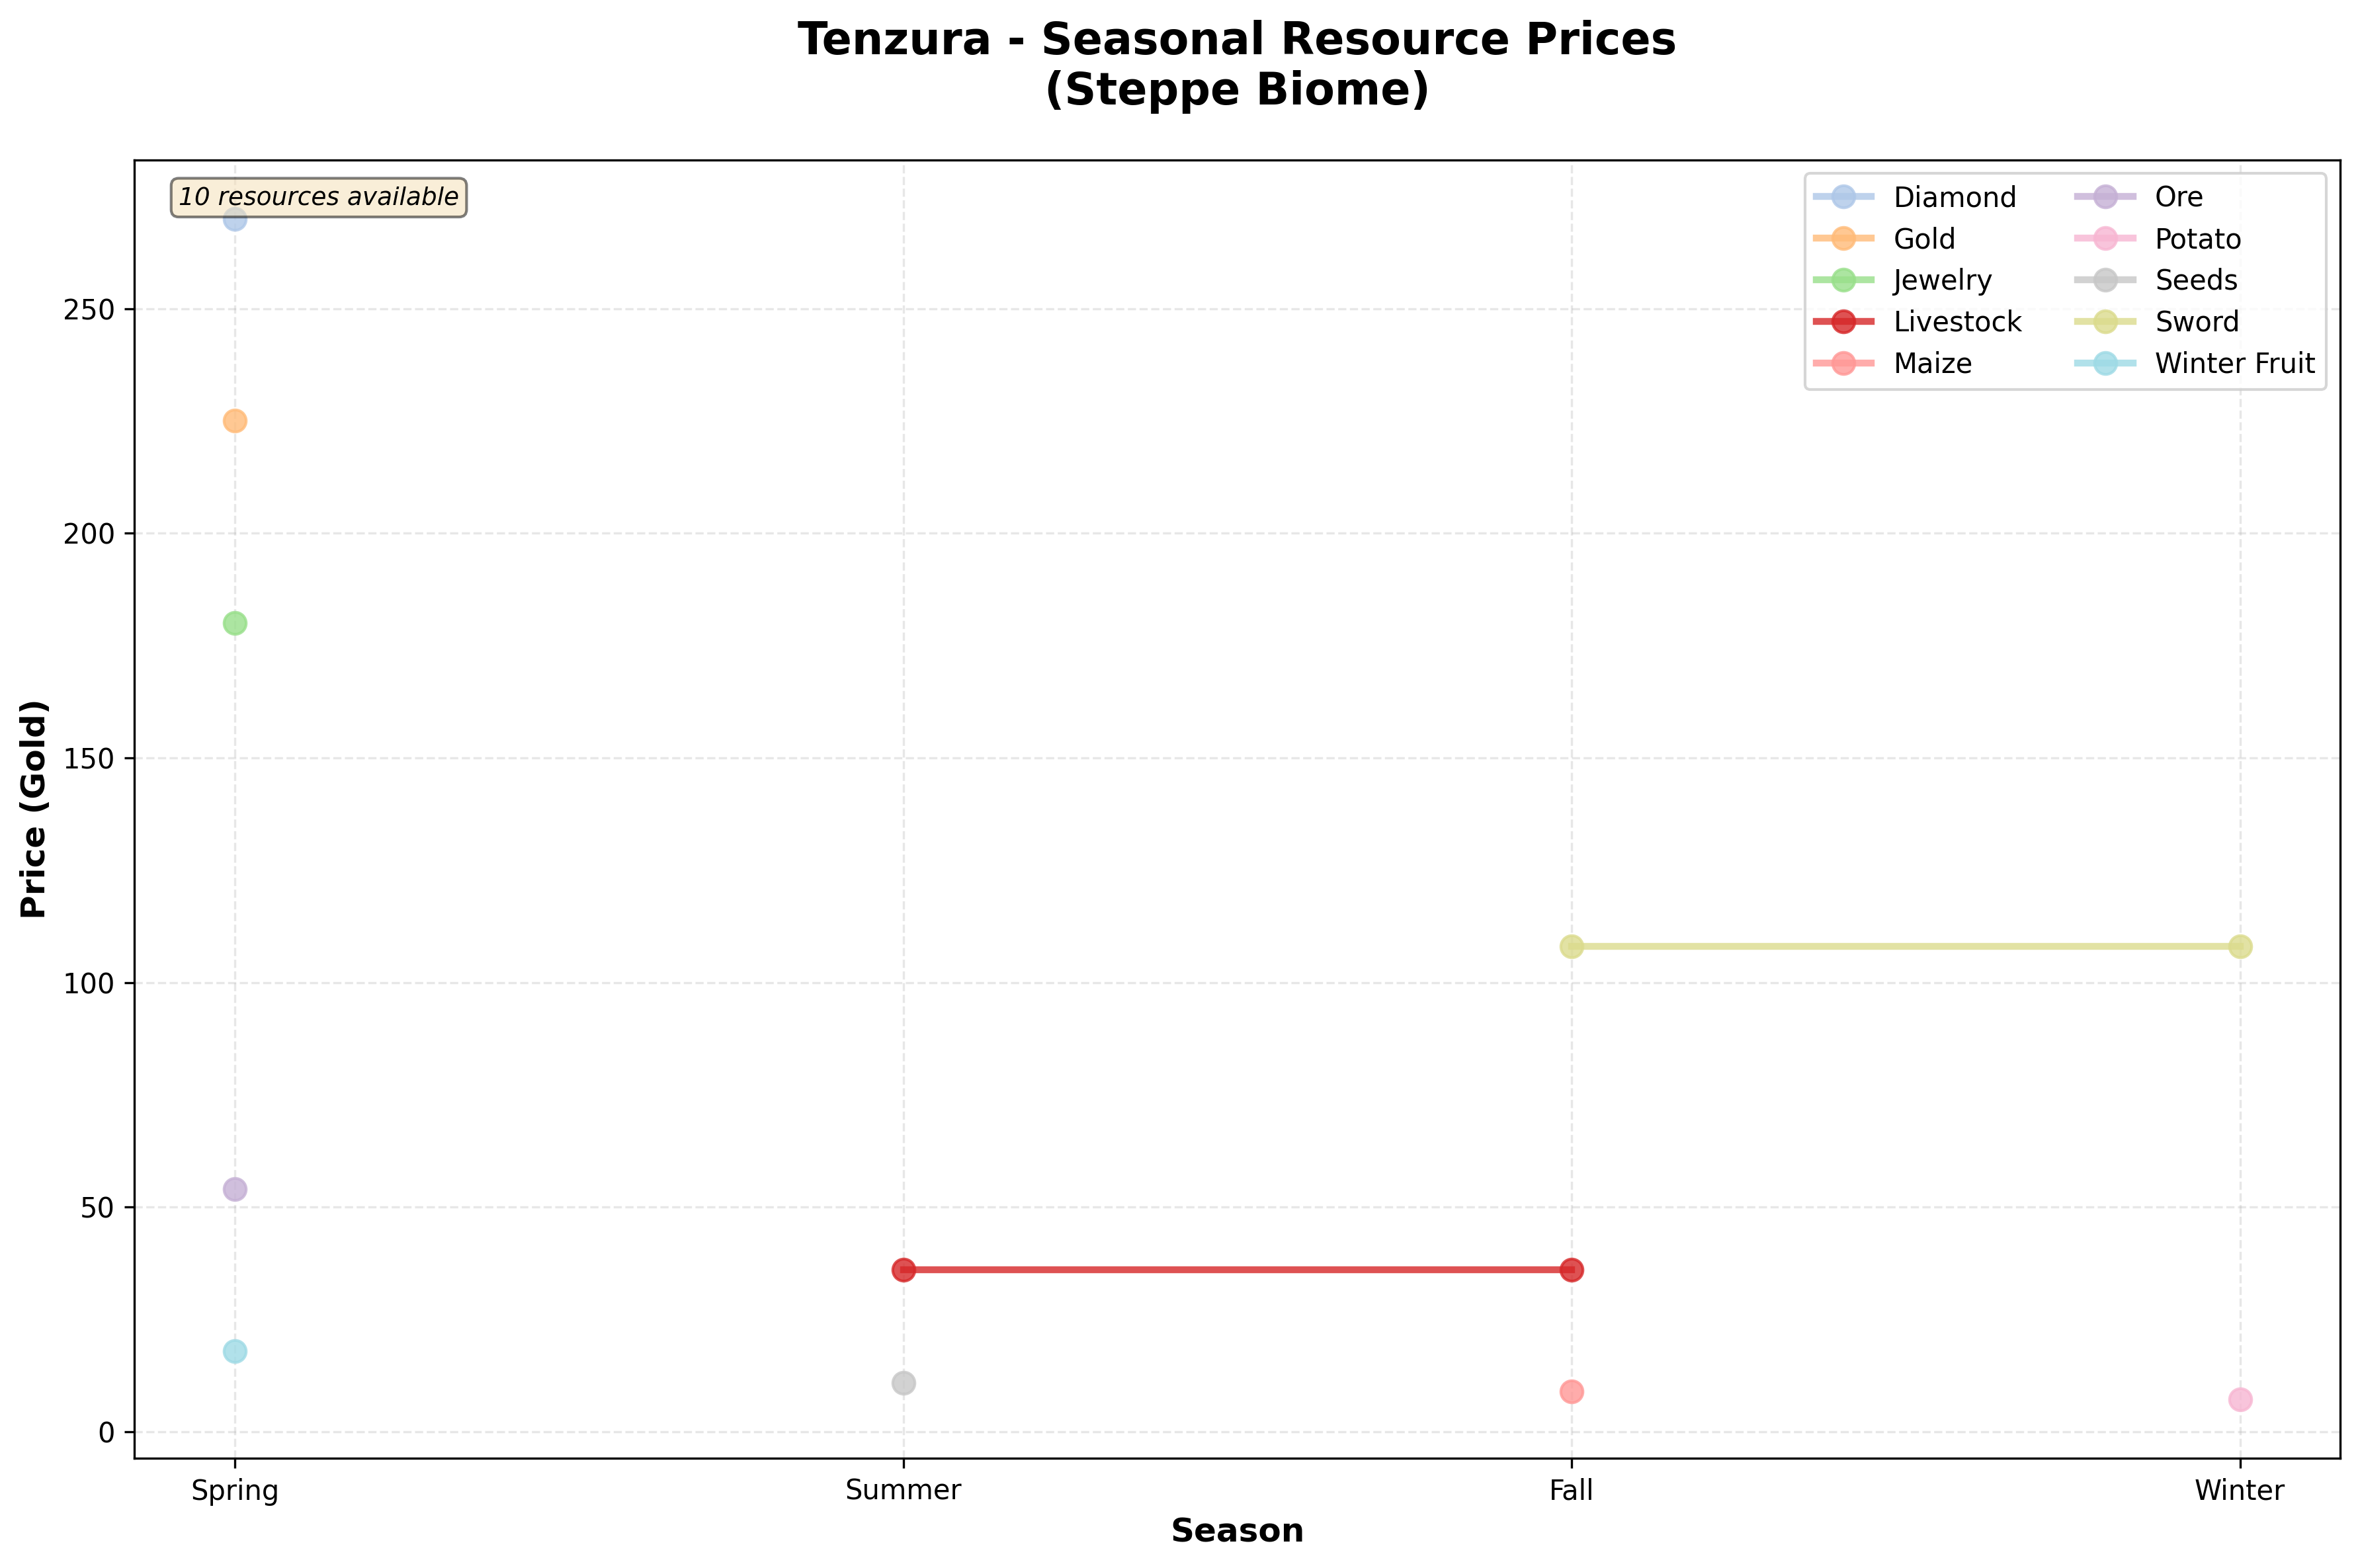 Tenzura - Seasonal Resource Prices
(Steppe Biome)
10 resources available
Diamond
Gold
Jewelry
Livestock
Maize
Ore
Potato
Seeds
Sword
Winter Fruit
Price (Gold)
250
200
150
100
50
0
Spring
Summer
Fall
Winter
Season